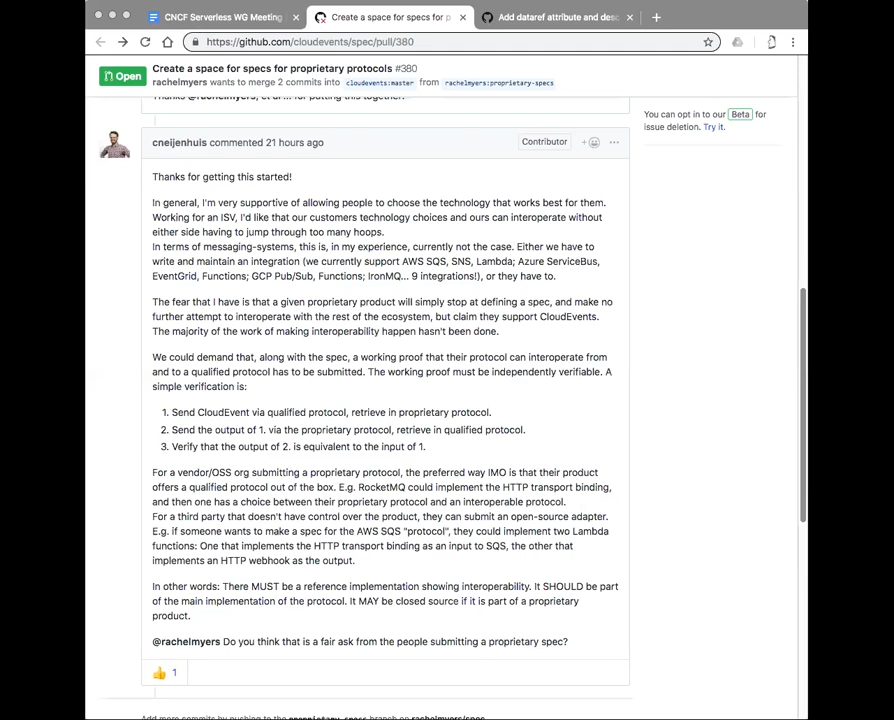 CNCF Serverless WG Meeting
Create a space for specs for p
Add dataref attribute and des
https://github.com/cloudevents/spec/pull/380
Open
Create a space for specs for proprietary protocols #380
rachelmyers wants to merge 2 commits into cloudevents:master from rachelmyers:proprietary-specs
You can opt in to our Beta for
issue deletion. Try it.
cneijenhuis commented 21 hours ago
Contributor
Thanks for getting this started!
In general, I'm very supportive of allowing people to choose the technology that works best for them.
Working for an ISV, I'd like that our customers technology choices and ours can interoperate without
either side having to jump through too many hoops.
In terms of messaging-systems, this is, in my experience, currently not the case. Either we have to
write and maintain an integration (we currently support AWS SQS, SNS, Lambda; Azure ServiceBus,
EventGrid, Functions; GCP Pub/Sub, Functions; IronMQ... 9 integrations!), or they have to.
The fear that I have is that a given proprietary product will simply stop at defining a spec, and make no
further attempt to interoperate with the rest of the ecosystem, but claim they support CloudEvents.
The majority of the work of making interoperability happen hasn't been done.
We could demand that, along with the spec, a working proof that their protocol can interoperate from
and to a qualified protocol has to be submitted. The working proof must be independently verifiable. A
simple verification is:
1. Send CloudEvent via qualified protocol, retrieve in proprietary protocol.
2. Send the output of 1. via the proprietary protocol, retrieve in qualified protocol.
3. Verify that the output of 2. is equivalent to the input of 1.
For a vendor/OSS org submitting a proprietary protocol, the preferred way IMO is that their product
offers a qualified protocol out of the box. E.g. RocketMQ could implement the HTTP transport binding,
and then one has a choice between their proprietary protocol and an interoperable protocol.
For a third party that doesn't have control over the product, they can submit an open-source adapter.
E.g. if someone wants to make a spec for the AWS SQS "protocol", they could implement two Lambda
functions: One that implements the HTTP transport binding as an input to SQS, the other that
implements an HTTP webhook as the output.
In other words: There MUST be a reference implementation showing interoperability. It SHOULD be part
of the main implementation of the protocol. It MAY be closed source if it is part of a proprietary
product.
@rachelmyers Do you think that is a fair ask from the people submitting a proprietary spec?
1
Add more commits by pushing to the proprietary-specs branch on rachelmyers/spec.